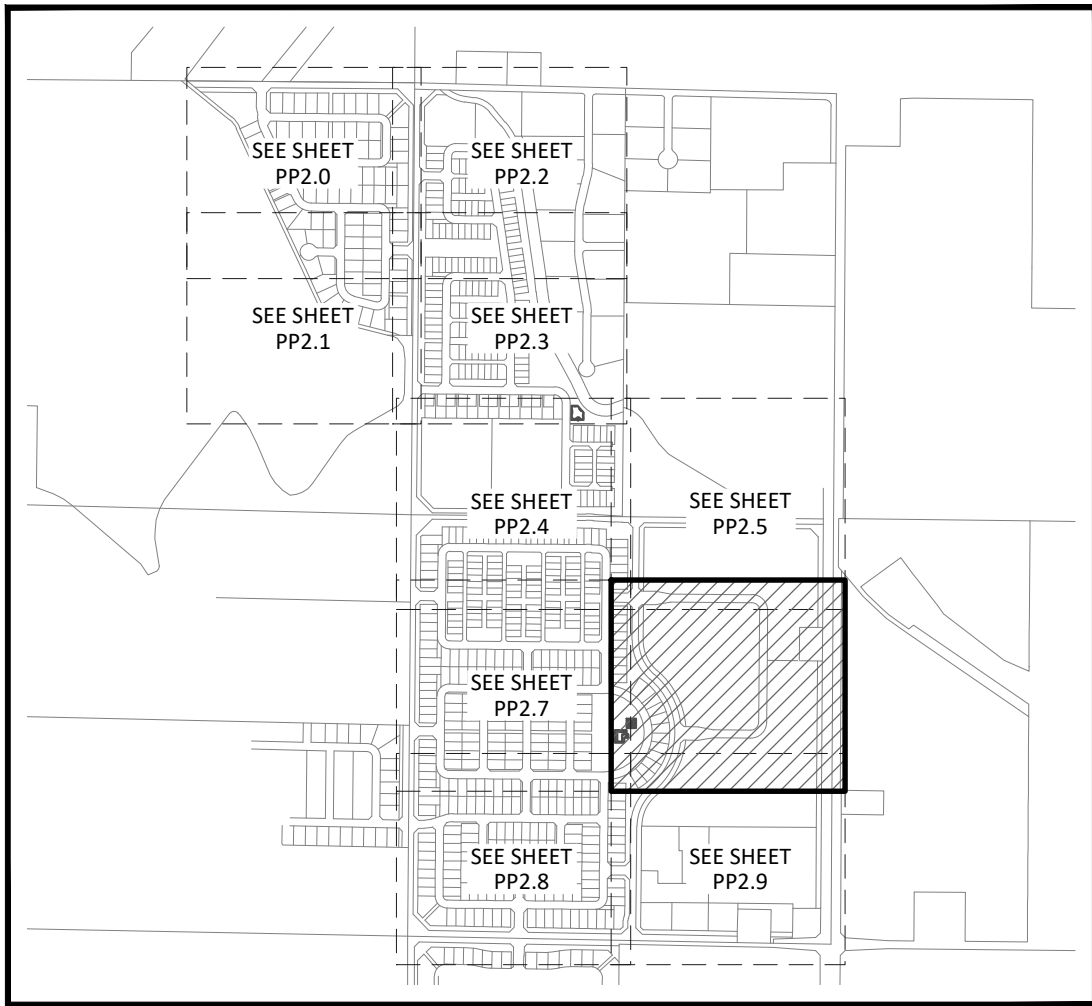 SEE SHEET
PP2.0
SEE SHEET
PP2.2
SEE SHEET
PP2.1
SEE SHEET
PP2.3
SEE SHEET
PP2.4
SEE SHEET
PP2.5
SEE SHEET
PP2.7
SEE SHEET
PP2.8
SEE SHEET
PP2.9